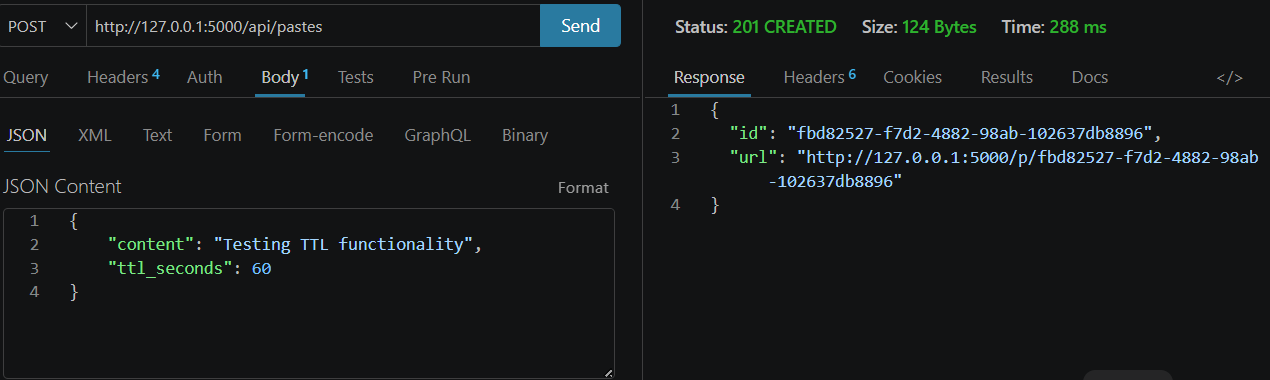 POST http://127.0.0.1:5000/api/pastes Send
Query Headers 4 Auth Body 1 Tests Pre Run
JSON XML Text Form Form-encode GraphQL Binary
JSON Content Format
1 {
2 "content": "Testing TTL functionality",
3 "ttl_seconds": 60
4 }
Status: 201 CREATED Size: 124 Bytes Time: 288 ms
Response Headers 6 Cookies Results Docs </>
1 {
2 "id": "fbd82527-f7d2-4882-98ab-102637db8896",
3 "url": "http://127.0.0.1:5000/p/fbd82527-f7d2-4882-98ab
-102637db8896"
4 }